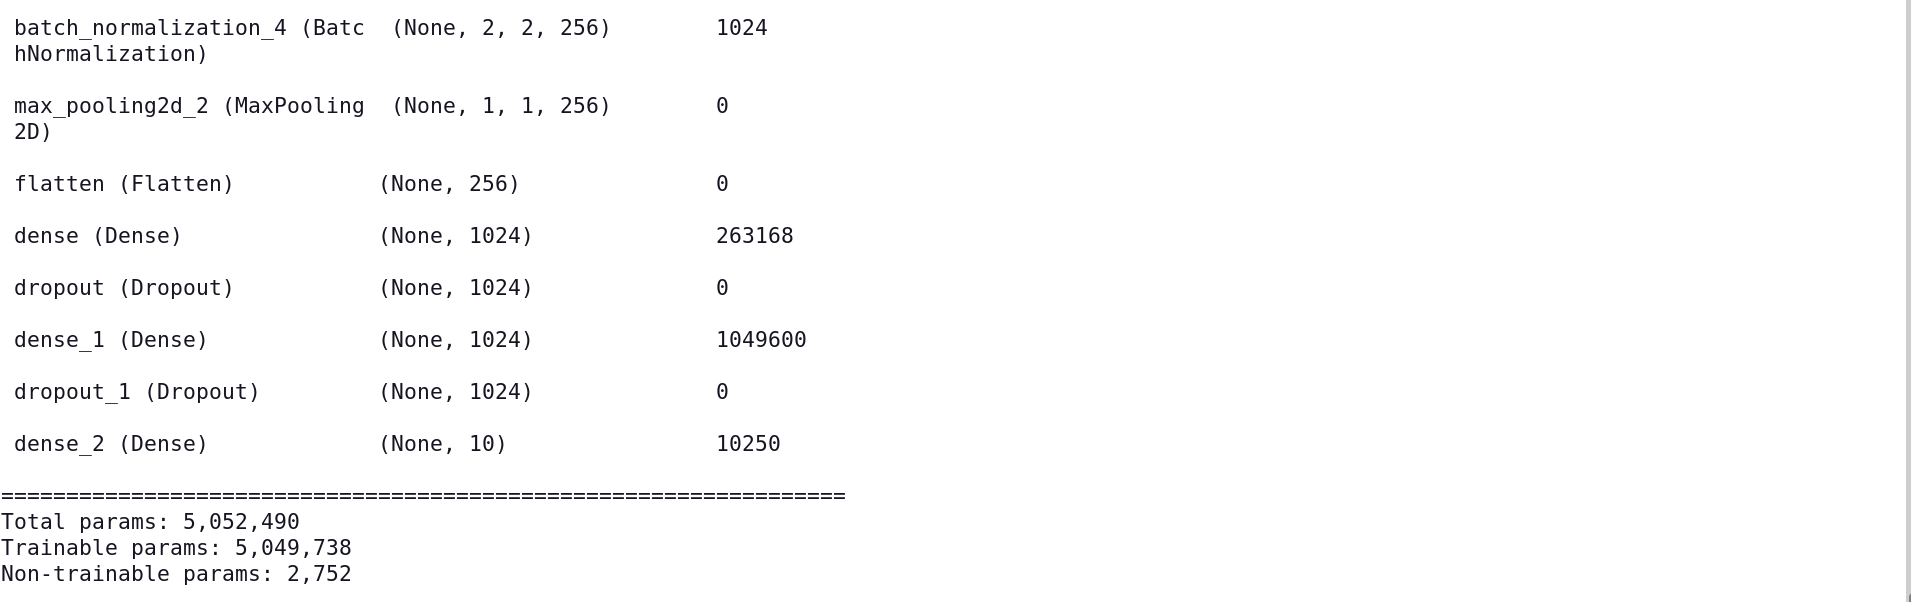 batch_normalization_4 (Batc  (None, 2, 2, 256)        1024
hNormalization)
max_pooling2d_2 (MaxPooling  (None, 1, 1, 256)        0
2D)
flatten (Flatten)           (None, 256)               0
dense (Dense)               (None, 1024)              263168
dropout (Dropout)           (None, 1024)              0
dense_1 (Dense)             (None, 1024)              1049600
dropout_1 (Dropout)         (None, 1024)              0
dense_2 (Dense)             (None, 10)                10250
=================================================================
Total params: 5,052,490
Trainable params: 5,049,738
Non-trainable params: 2,752